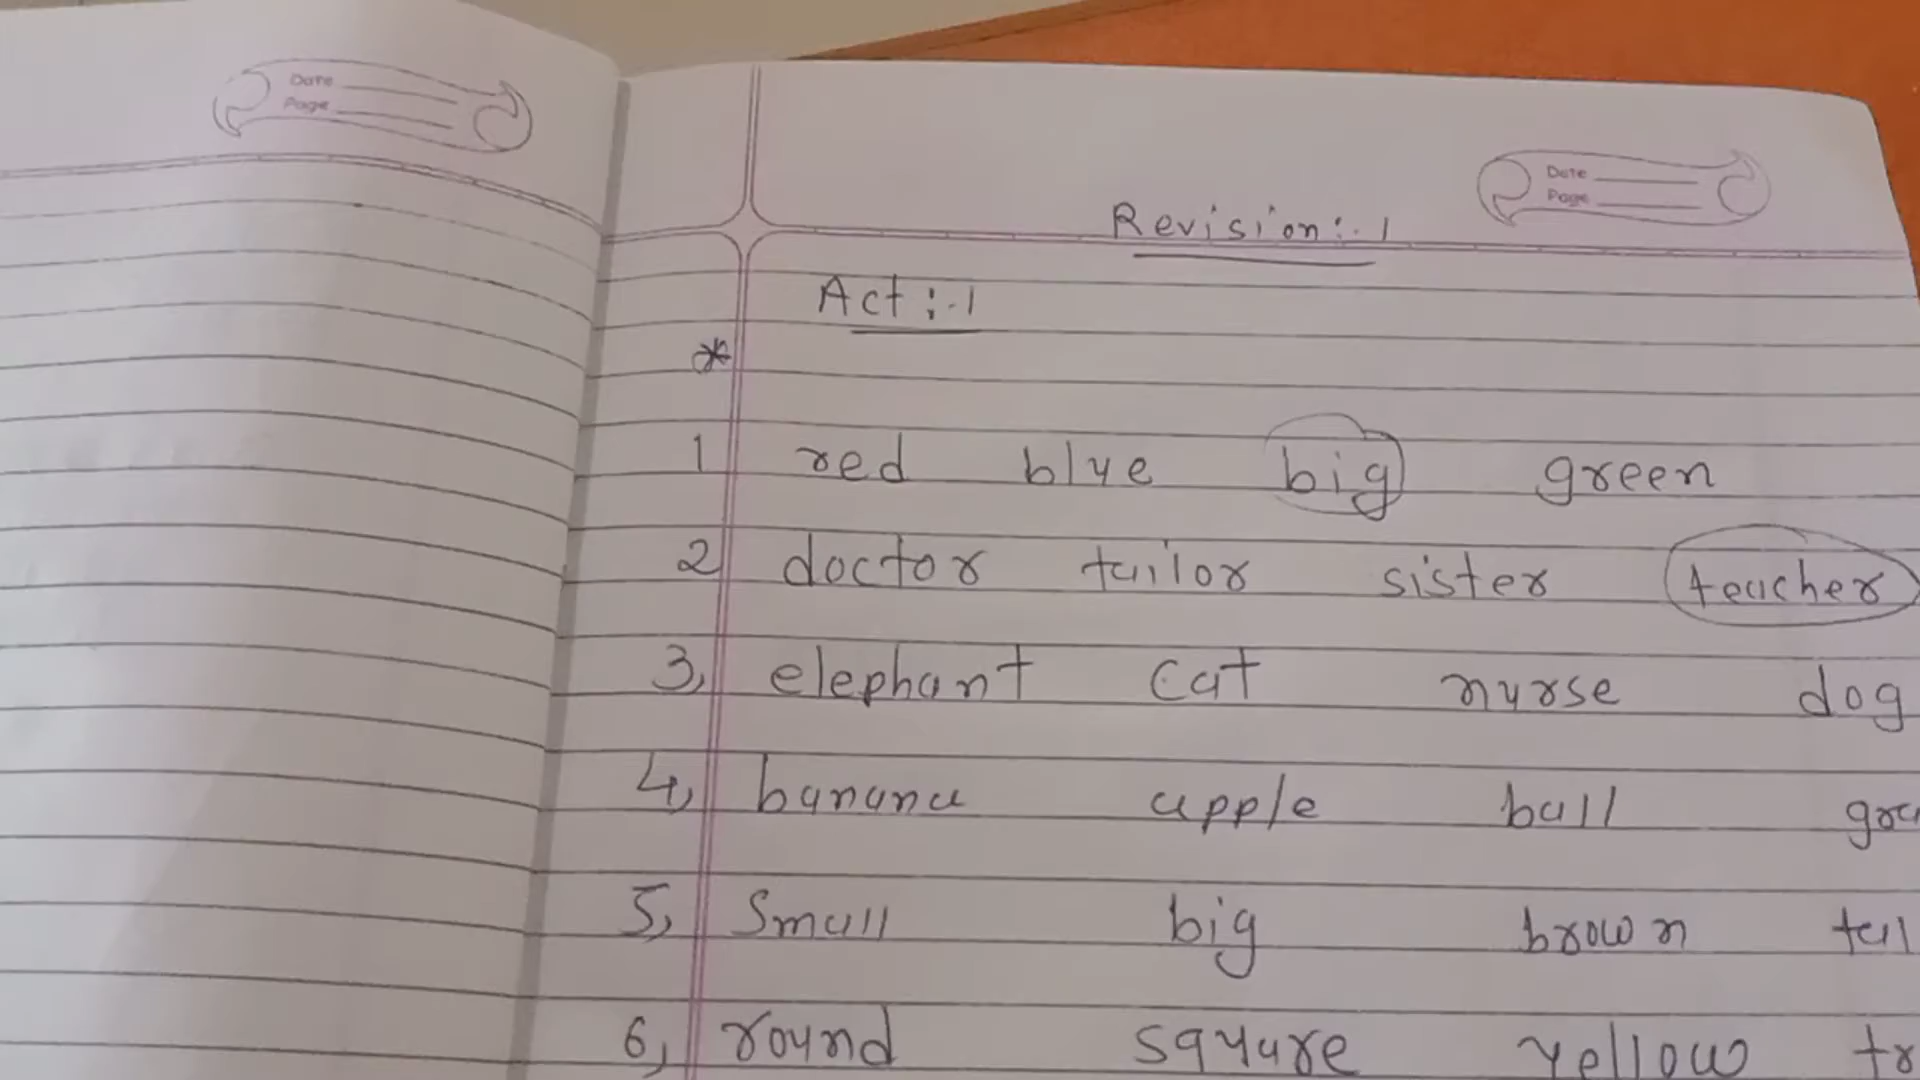 Date
Page
Date
Page
Revision:-1
Act:-1
*
1 red blue big green
2 doctor tailor sister teacher
3, elephant cat nurse dog
4, banana apple ball
5, Small big brown
6, round square yellow